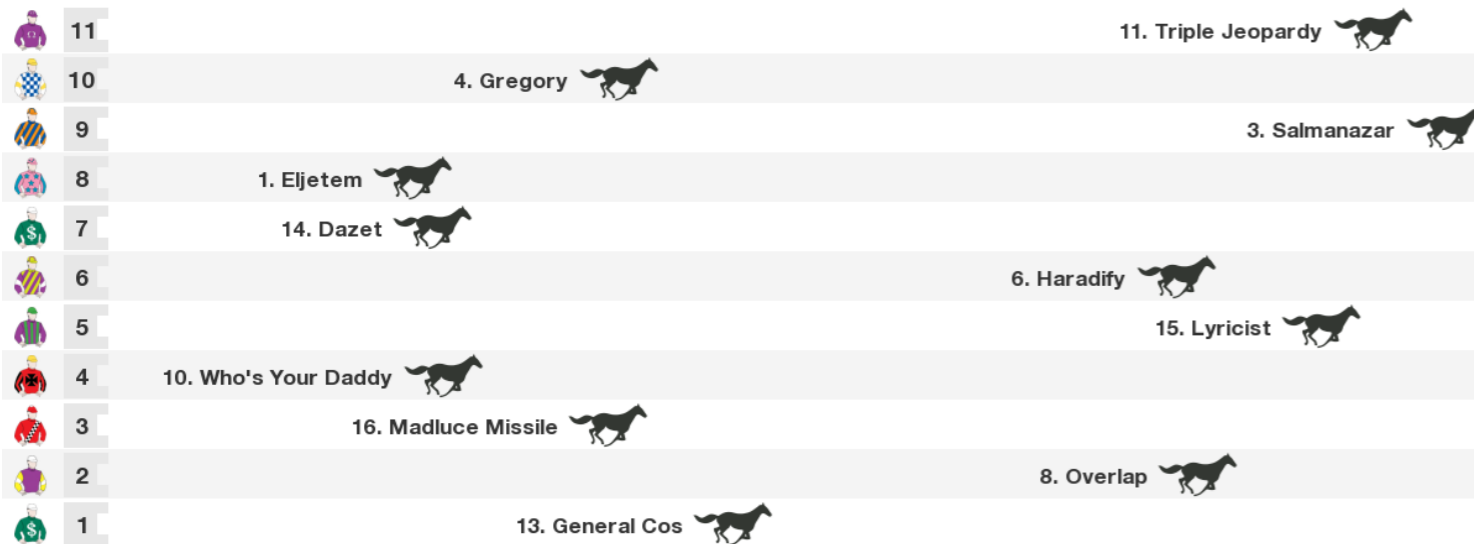 11 11. Triple Jeopardy
10 4. Gregory
9 3. Salmanazar
8 1. Eljetem
$ 7 14. Dazet
6 6. Haradify
5 15. Lyricist
4 10. Who's Your Daddy
3 16. Madluce Missile
2 8. Overlap
$ 1 13. General Cos